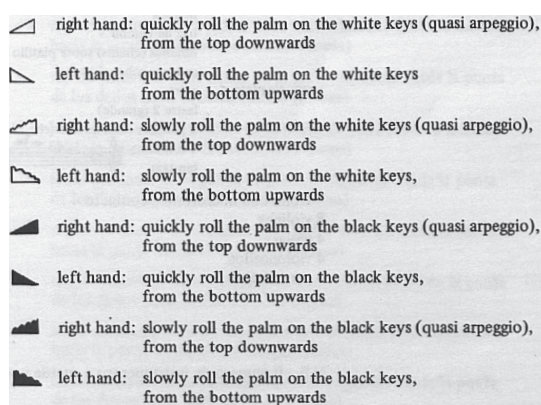 right hand: quickly roll the palm on the white keys (quasi arpeggio),
from the top downwards
left hand: quickly roll the palm on the white keys
from the bottom upwards
right hand: slowly roll the palm on the white keys (quasi arpeggio),
from the top downwards
left hand: slowly roll the palm on the white keys,
from the bottom upwards
right hand: quickly roll the palm on the black keys (quasi arpeggio),
from the top downwards
left hand: quickly roll the palm on the black keys,
from the bottom upwards
right hand: slowly roll the palm on the black keys (quasi arpeggio),
from the top downwards
left hand: slowly roll the palm on the black keys,
from the bottom upwards